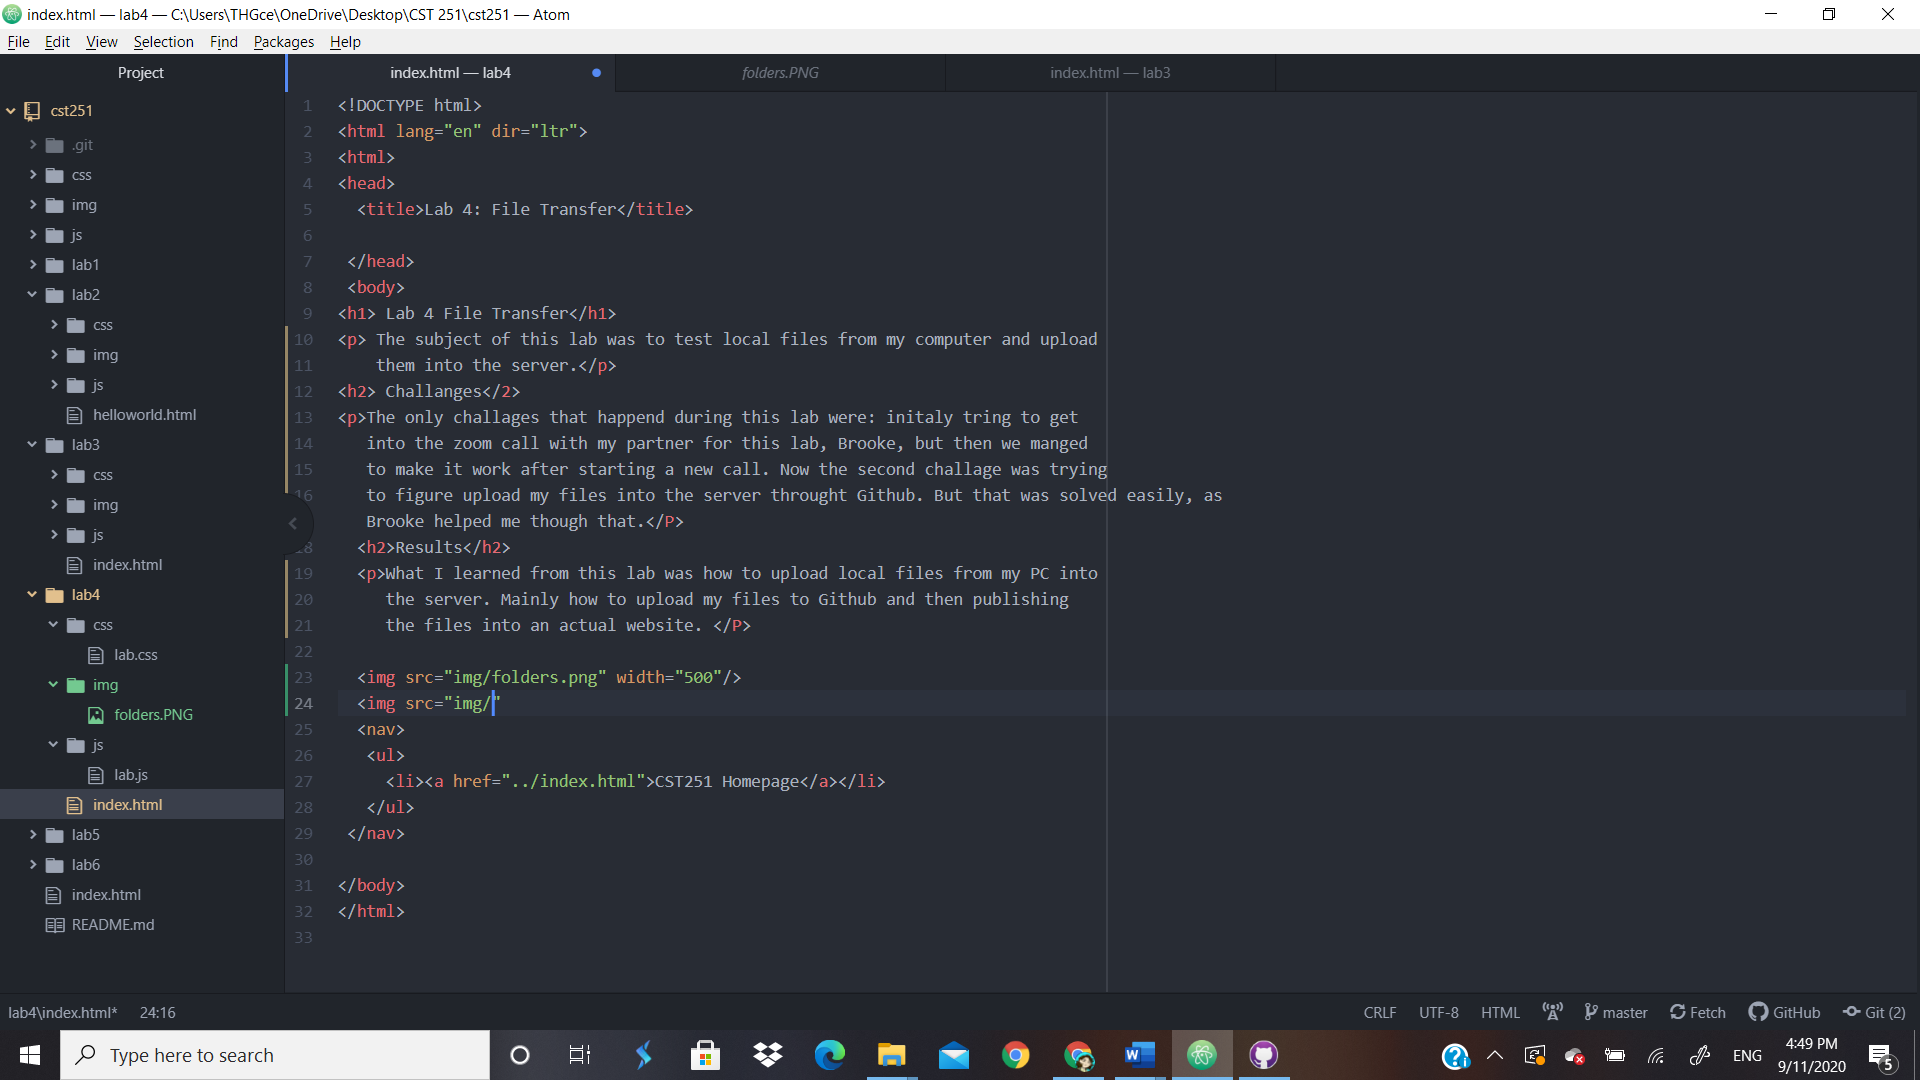 index.html — lab4 — C:\Users\THGce\OneDrive\Desktop\CST 251\cst251 — Atom
File Edit View Selection Find Packages Help
Project
index.html — lab4
folders.PNG
index.html — lab3
cst251
.git
css
img
js
lab1
lab2
css
img
js
helloworld.html
lab3
css
img
js
index.html
lab4
css
lab.css
img
folders.PNG
js
lab.js
index.html
lab5
lab6
index.html
README.md
1 <!DOCTYPE html>
2 <html lang="en" dir="ltr">
3 <html>
4 <head>
5 <title>Lab 4: File Transfer</title>
6
7 </head>
8 <body>
9 <h1> Lab 4 File Transfer</h1>
10 <p> The subject of this lab was to test local files from my computer and upload
11 them into the server.</p>
12 <h2> Challanges</2>
13 <p>The only challages that happend during this lab were: initaly tring to get
14 into the zoom call with my partner for this lab, Brooke, but then we manged
15 to make it work after starting a new call. Now the second challage was trying
16 to figure upload my files into the server throught Github. But that was solved easily, as
Brooke helped me though that.</P>
18 <h2>Results</h2>
19 <p>What I learned from this lab was how to upload local files from my PC into
20 the server. Mainly how to upload my files to Github and then publishing
21 the files into an actual website. </P>
22
23 <img src="img/folders.png" width="500"/>
24 <img src="img/"
25 <nav>
26 <ul>
27 <li><a href="../index.html">CST251 Homepage</a></li>
28 </ul>
29 </nav>
30
31 </body>
32 </html>
33
lab4\index.html* 24:16
CRLF UTF-8 HTML master Fetch GitHub Git (2)
Type here to search
ENG
4:49 PM
9/11/2020
5